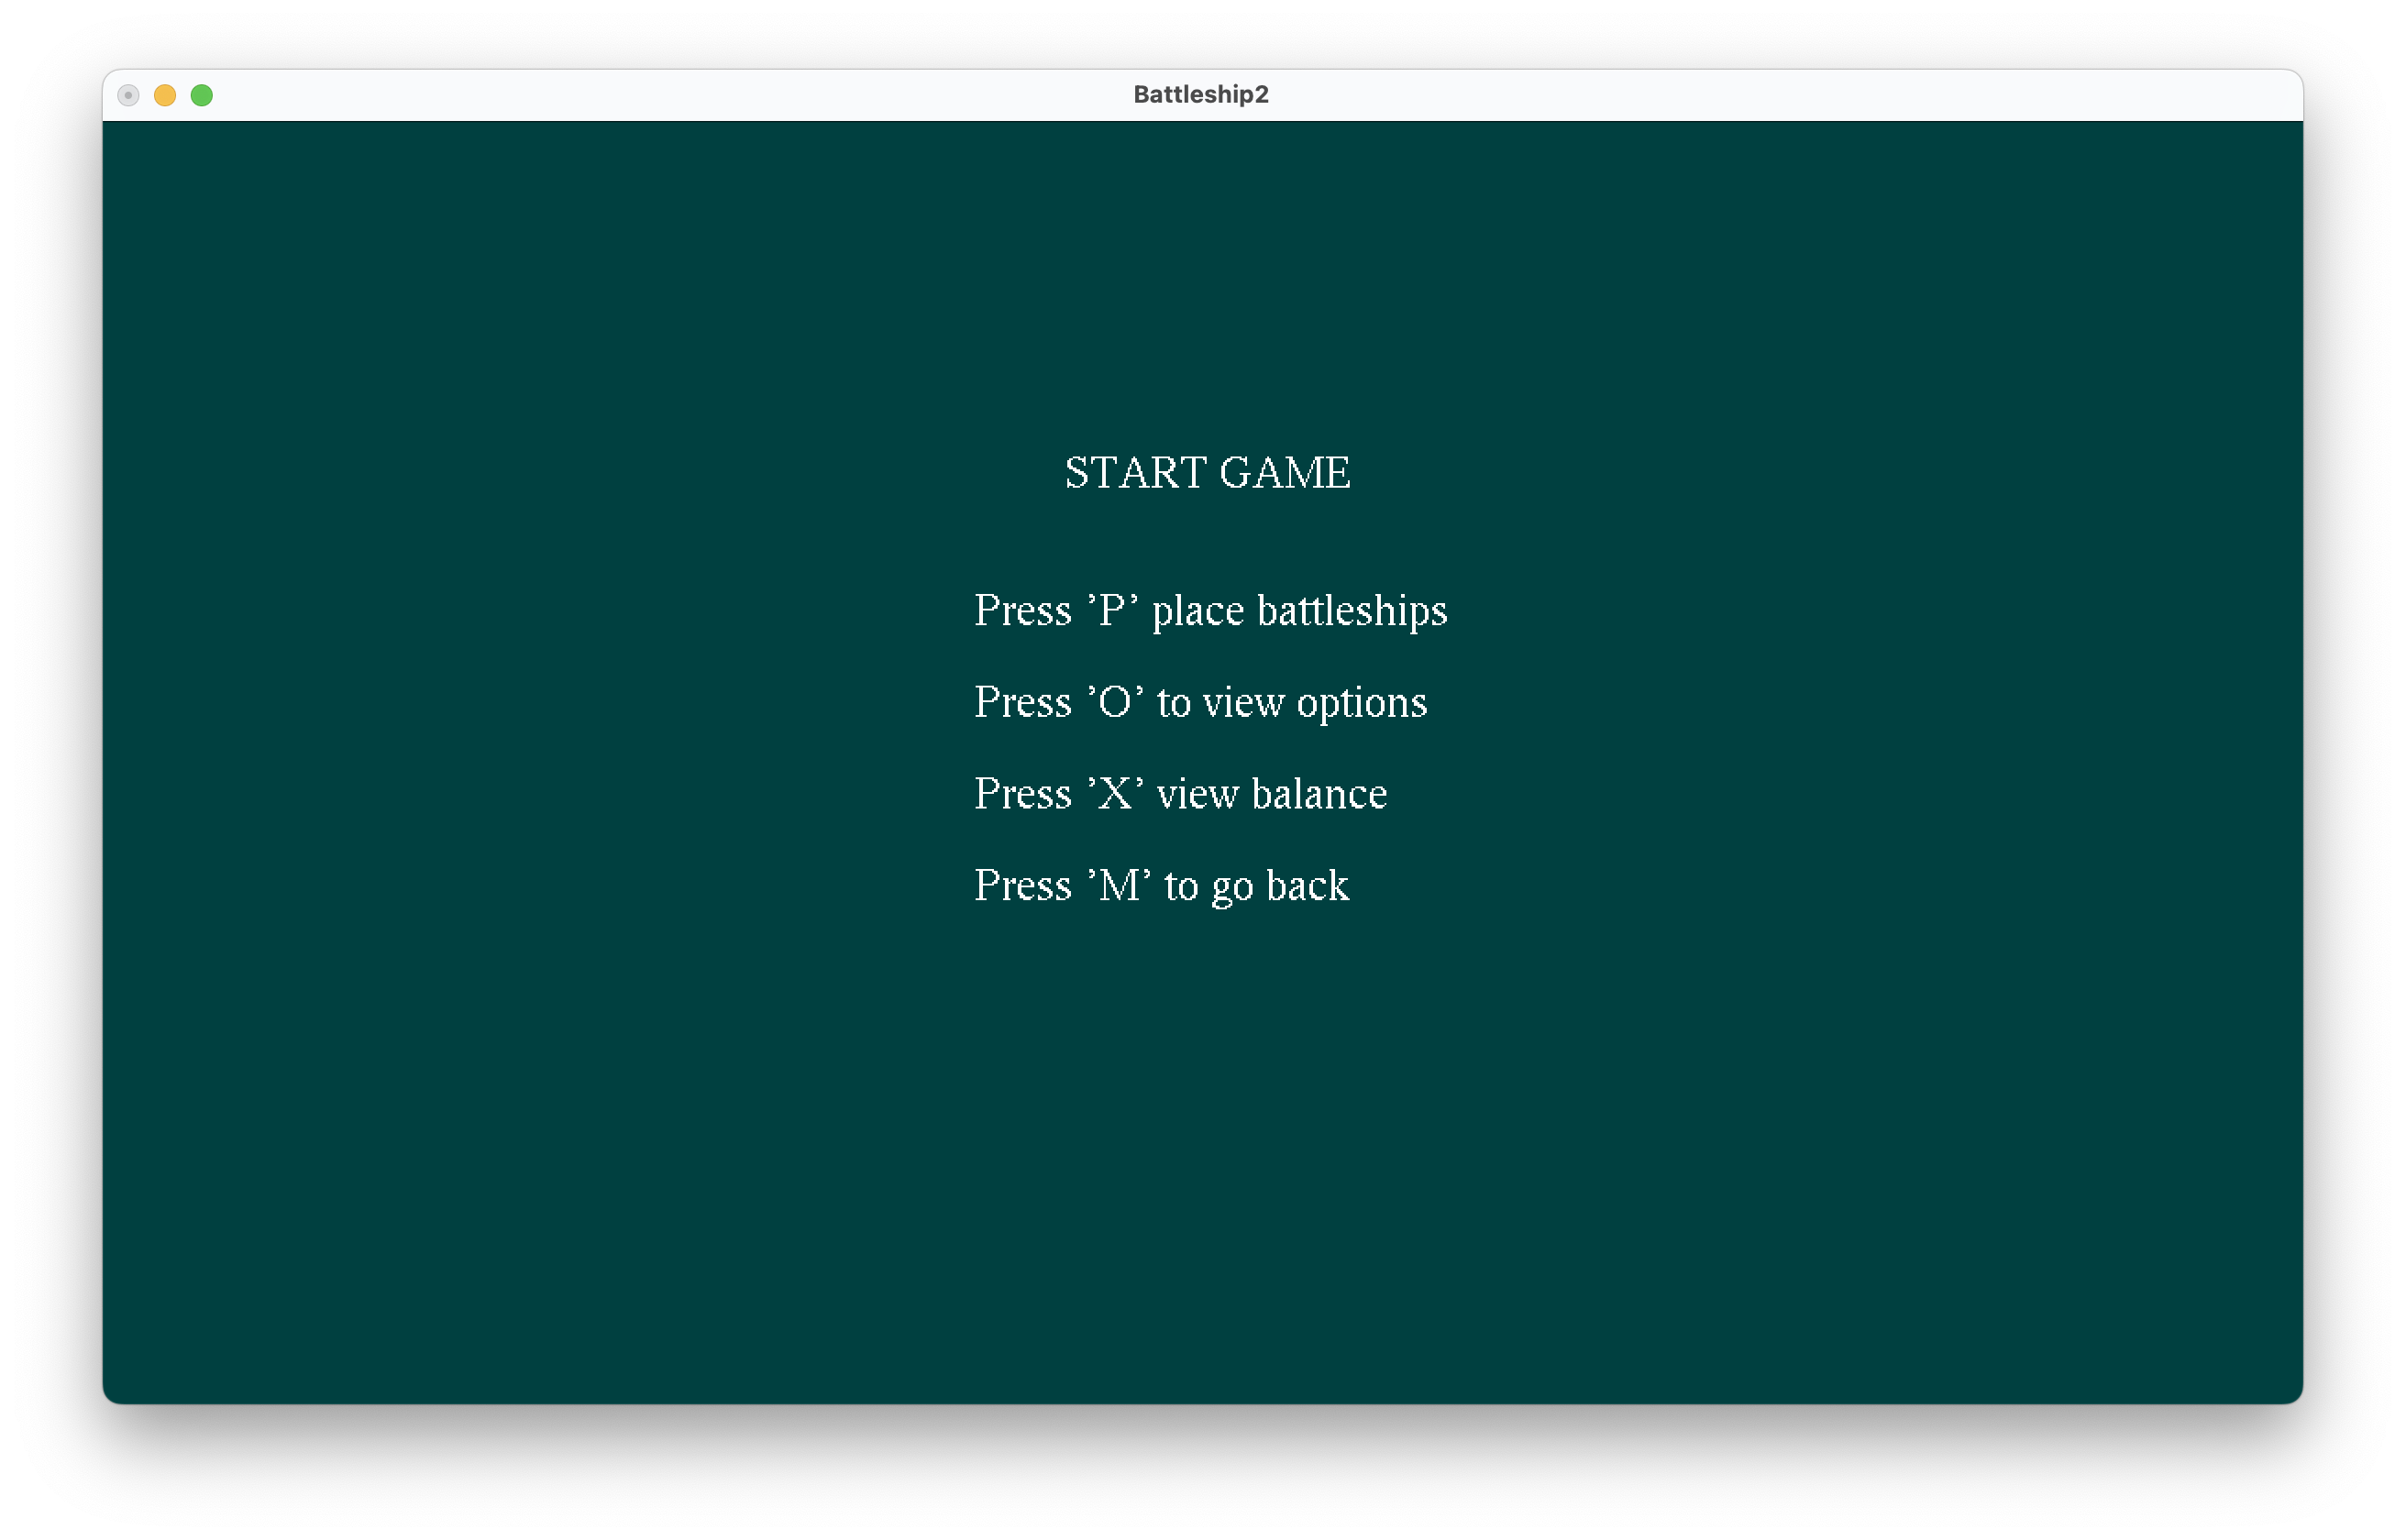 Battleship2
START GAME
Press ’P’ place battleships
Press ’O’ to view options
Press ’X’ view balance
Press ’M’ to go back